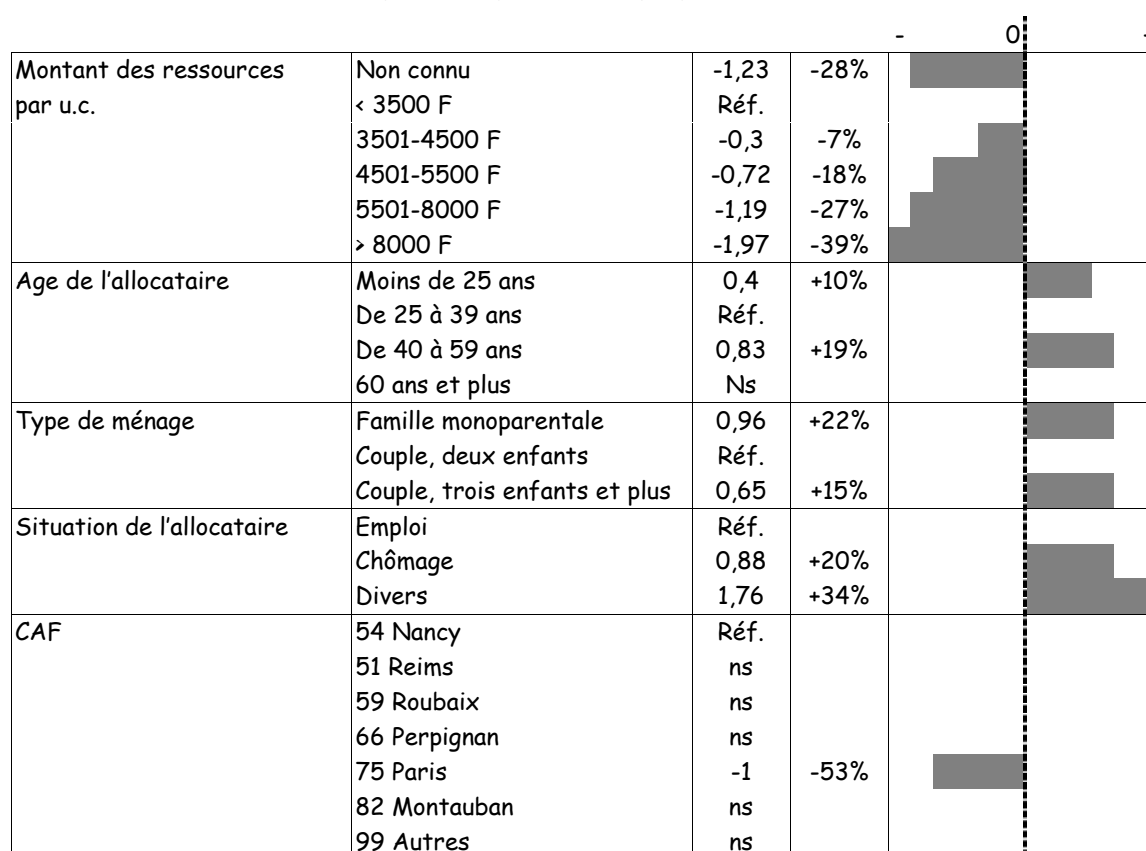 - 0
Montant des ressources Non connu -1,23 -28%
par u.c. < 3500 F Réf.
3501-4500 F -0,3 -7%
4501-5500 F -0,72 -18%
5501-8000 F -1,19 -27%
> 8000 F -1,97 -39%
Age de l'allocataire Moins de 25 ans 0,4 +10%
De 25 à 39 ans Réf.
De 40 à 59 ans 0,83 +19%
60 ans et plus Ns
Type de ménage Famille monoparentale 0,96 +22%
Couple, deux enfants Réf.
Couple, trois enfants et plus 0,65 +15%
Situation de l'allocataire Emploi Réf.
Chômage 0,88 +20%
Divers 1,76 +34%
CAF 54 Nancy Réf.
51 Reims ns
59 Roubaix ns
66 Perpignan ns
75 Paris -1 -53%
82 Montauban ns
99 Autres ns